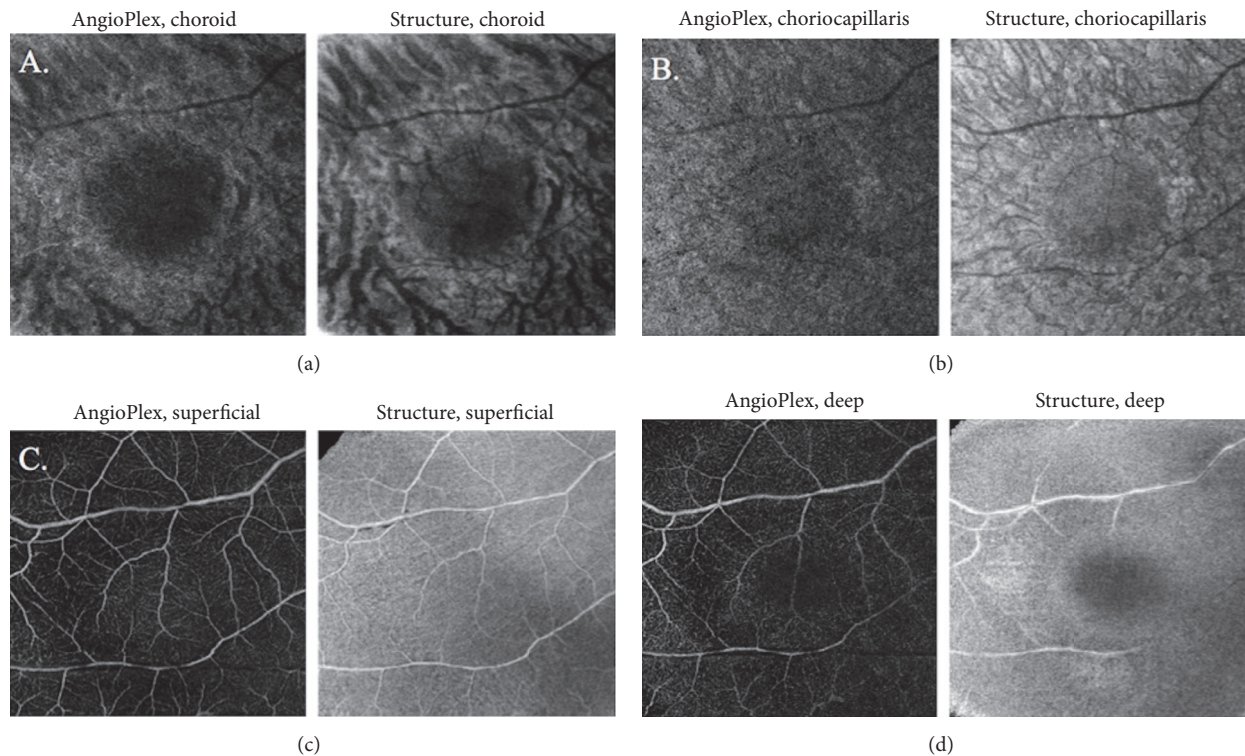 AngioPlex, choroid
Structure, choroid
A.
(a)
AngioPlex, choriocapillaris
Structure, choriocapillaris
B.
(b)
AngioPlex, superficial
Structure, superficial
C.
(c)
AngioPlex, deep
Structure, deep
(d)